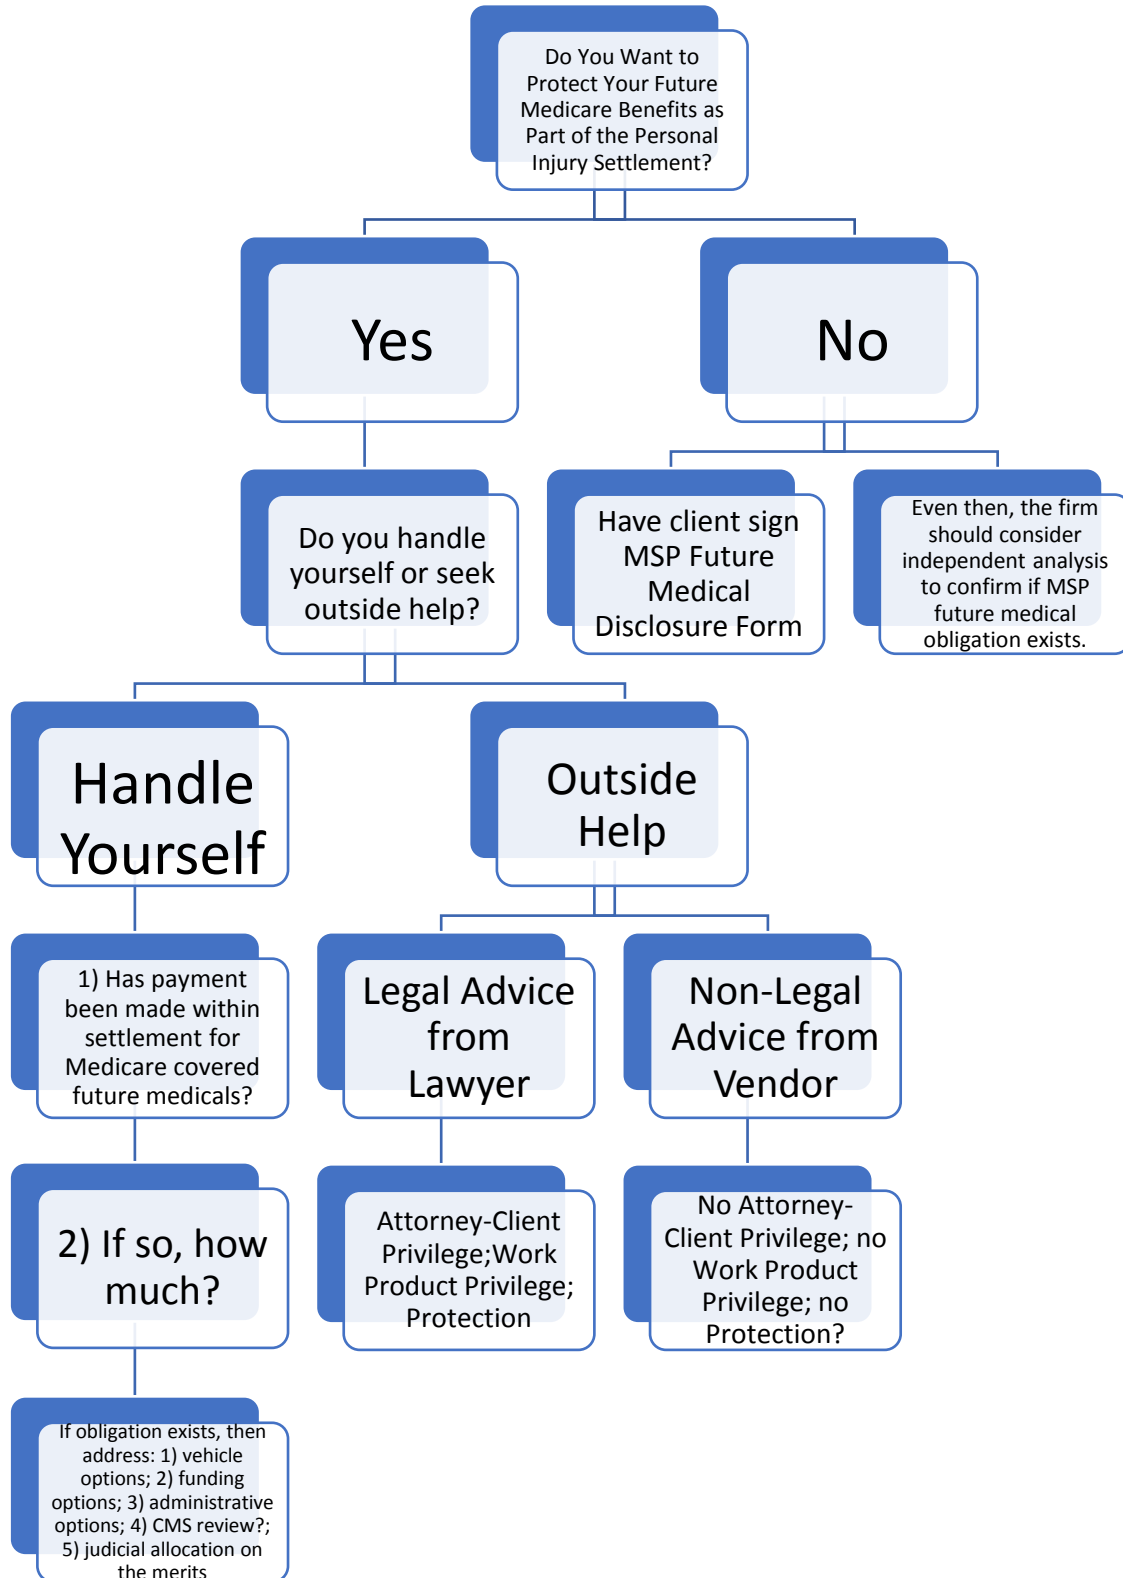 Do You Want to
Protect Your Future
Medicare Benefits as
Part of the Personal
Injury Settlement?
Yes
No
Do you handle
yourself or seek
outside help?
Have client sign
MSP Future
Medical
Disclosure Form
Even then, the firm
should consider
independent analysis
to confirm if MSP
future medical
obligation exists.
Handle
Yourself
Outside
Help
1) Has payment
been made within
settlement for
Medicare covered
future medicals?
Legal Advice
from
Lawyer
Non-Legal
Advice from
Vendor
2) If so, how
much?
Attorney-Client
Privilege;Work
Product Privilege;
Protection
No Attorney-
Client Privilege; no
Work Product
Privilege; no
Protection?
If obligation exists, then
address: 1) vehicle
options; 2) funding
options; 3) administrative
options; 4) CMS review?;
5) judicial allocation on
the merits